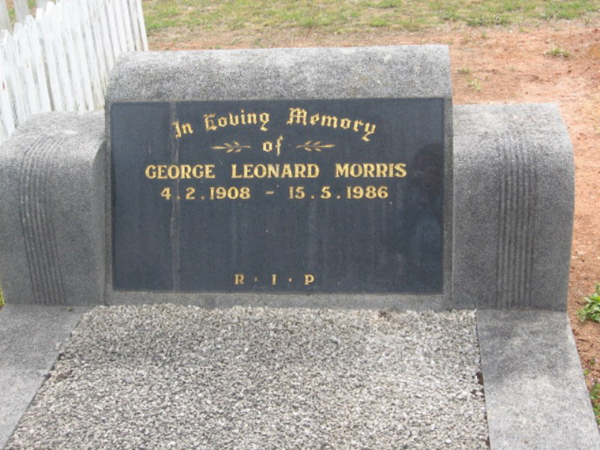 In Loving Memory
of
GEORGE LEONARD MORRIS
4.2.1908 - 15.5.1986
R·I·P